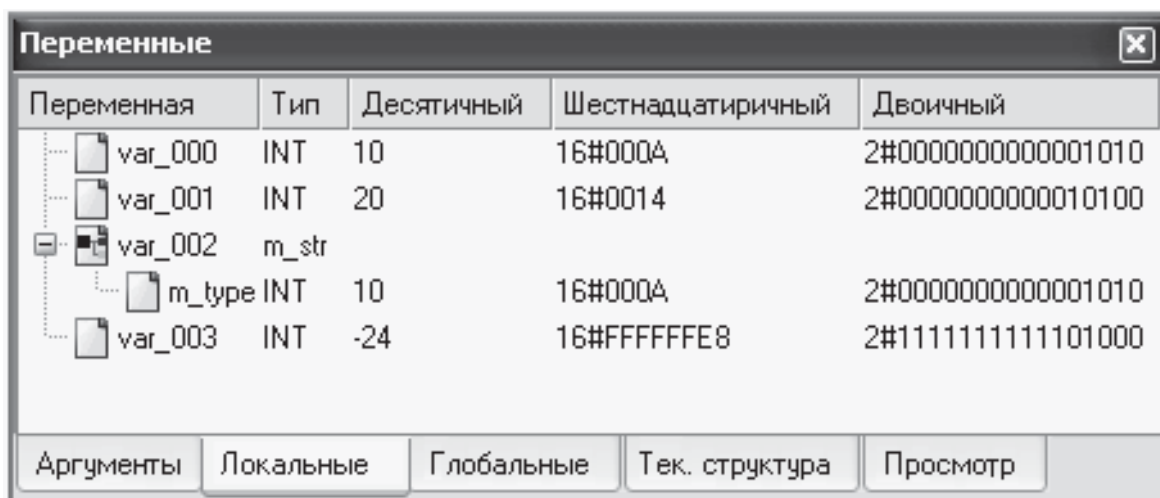 Переменные
Переменная Тип Десятичный Шестнадцатиричный Двоичный
var_000 INT 10 16#000A 2#0000000000001010
var_001 INT 20 16#0014 2#0000000000010100
var_002 m_str
m_type INT 10 16#000A 2#0000000000001010
var_003 INT -24 16#FFFFFFE8 2#1111111111101000
Аргументы Локальные Глобальные Тек. структура Просмотр